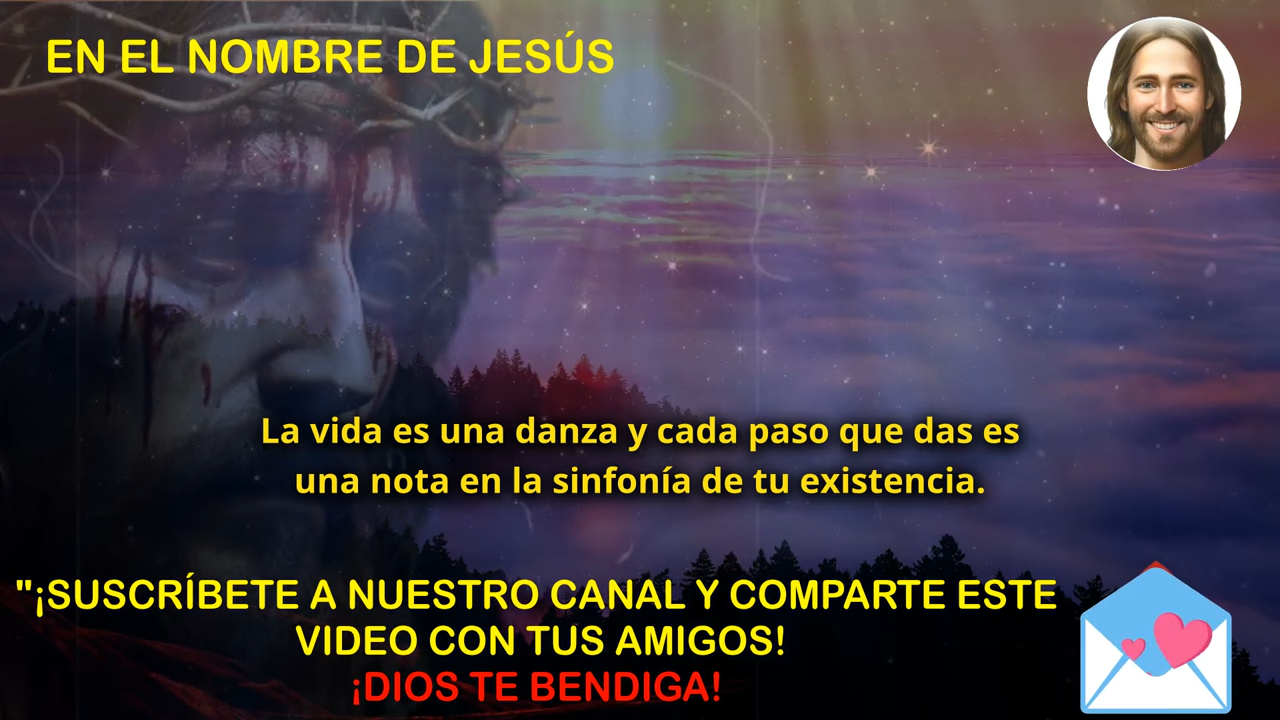 EN EL NOMBRE DE JESÚS
La vida es una danza y cada paso que das es
una nota en la sinfonía de tu existencia.
"¡SUSCRÍBETE A NUESTRO CANAL Y COMPARTE ESTE
VIDEO CON TUS AMIGOS!
¡DIOS TE BENDIGA!